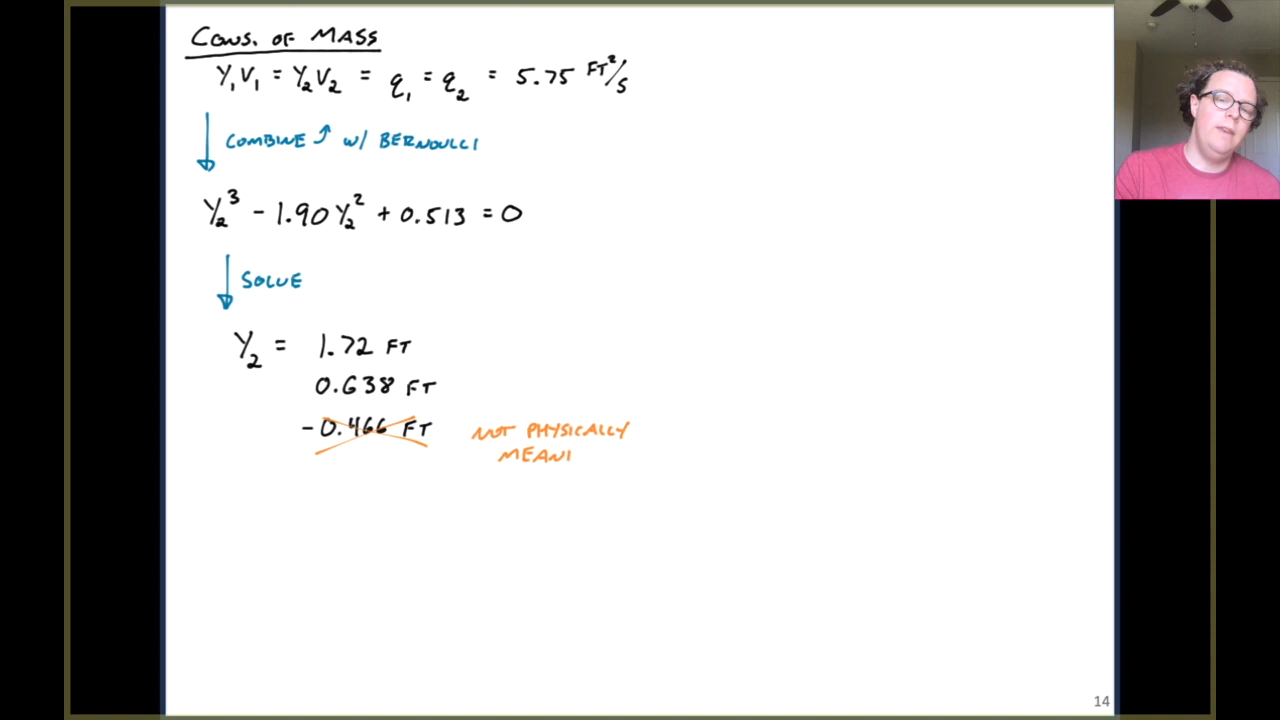 CONS. OF MASS
Y₁V₁ = Y₂V₂ = q₁ = q₂ = 5.75 FT²/S
COMBINE ⤴ W/ BERNOULLI
Y₂³ - 1.90 Y₂² + 0.513 = 0
SOLVE
Y₂ = 1.72 FT
0.638 FT
-0.466 FT
NOT PHYSICALLY
MEANI
14